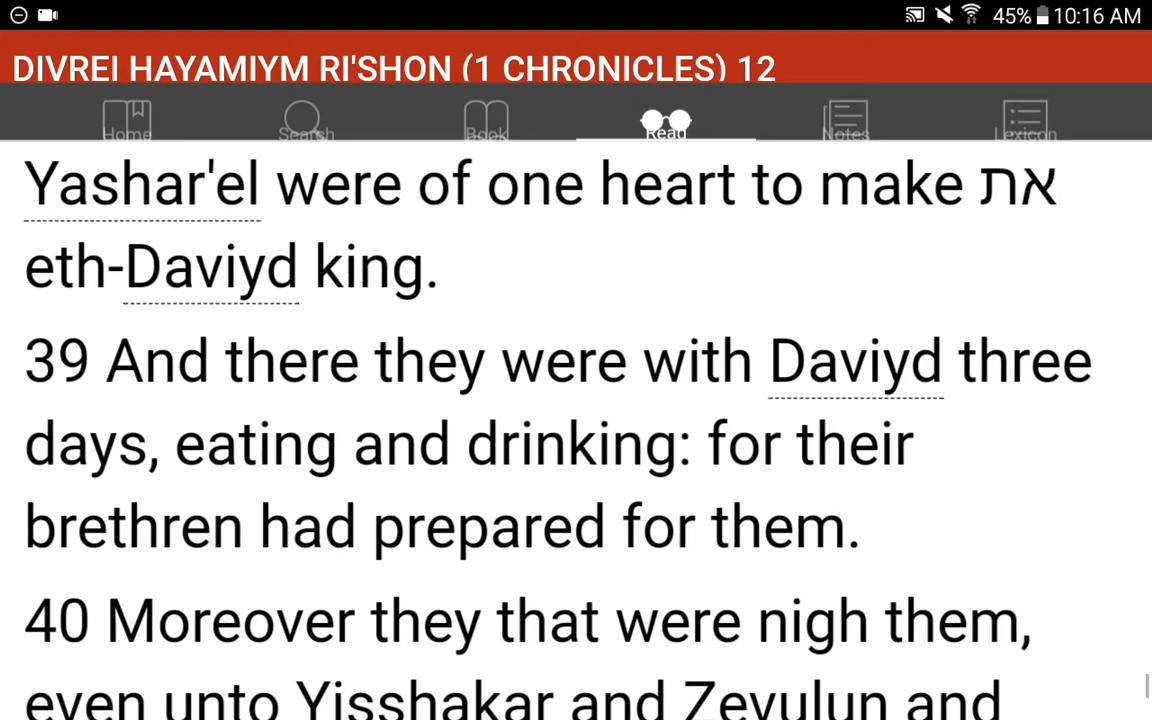 45% 10:16 AM
DIVREI HAYAMIYM RI'SHON (1 CHRONICLES) 12
Home Search Book Read Notes Lexicon
Yashar'el were of one heart to make את
eth-Daviyd king.
39 And there they were with Daviyd three
days, eating and drinking: for their
brethren had prepared for them.
40 Moreover they that were nigh them,
even unto Yisshakar and Zevulun and